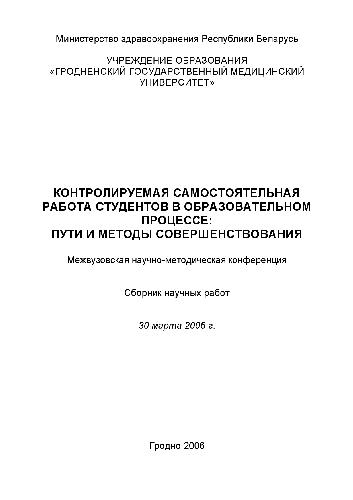 Министерство здравоохранения Республики Беларусь
УЧРЕЖДЕНИЕ ОБРАЗОВАНИЯ
«ГРОДНЕНСКИЙ ГОСУДАРСТВЕННЫЙ МЕДИЦИНСКИЙ
УНИВЕРСИТЕТ»
КОНТРОЛИРУЕМАЯ САМОСТОЯТЕЛЬНАЯ
РАБОТА СТУДЕНТОВ В ОБРАЗОВАТЕЛЬНОМ
ПРОЦЕССЕ:
ПУТИ И МЕТОДЫ СОВЕРШЕНСТВОВАНИЯ
Межвузовская научно-методическая конференция
Сборник научных работ
30 марта 2006 г.
Гродно 2006